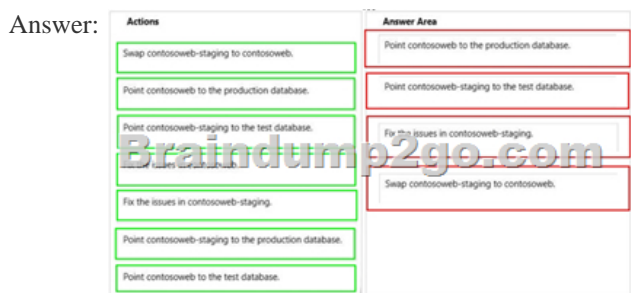 Answer:
Actions
Answer Area
Swap contosoweb-staging to contosoweb.
Point contosoweb to the production database.
Point contosoweb-staging to the test database.
Fix the issues in contosoweb-staging.
Point contosoweb-staging to the production database.
Point contosoweb to the test database.
Point contosoweb to the production database.
Point contosoweb-staging to the test database.
Fix the issues in contosoweb-staging.
Swap contosoweb-staging to contosoweb.
Braindump2go.com